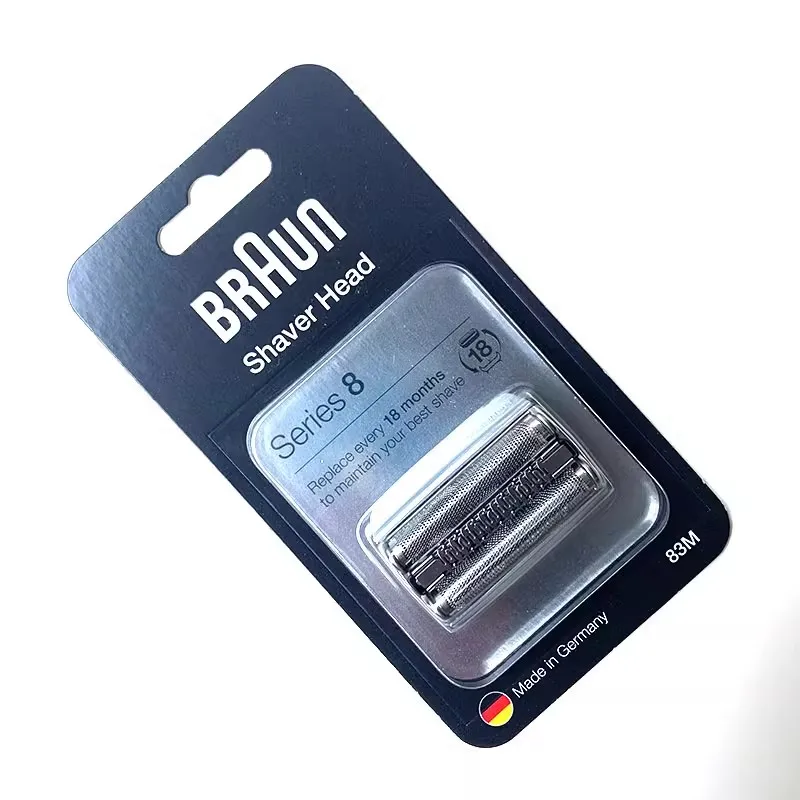 BRAUN
Shaver Head
Series 8
Replace every 18 months
to maintain your best shave
18
83M
Made in Germany